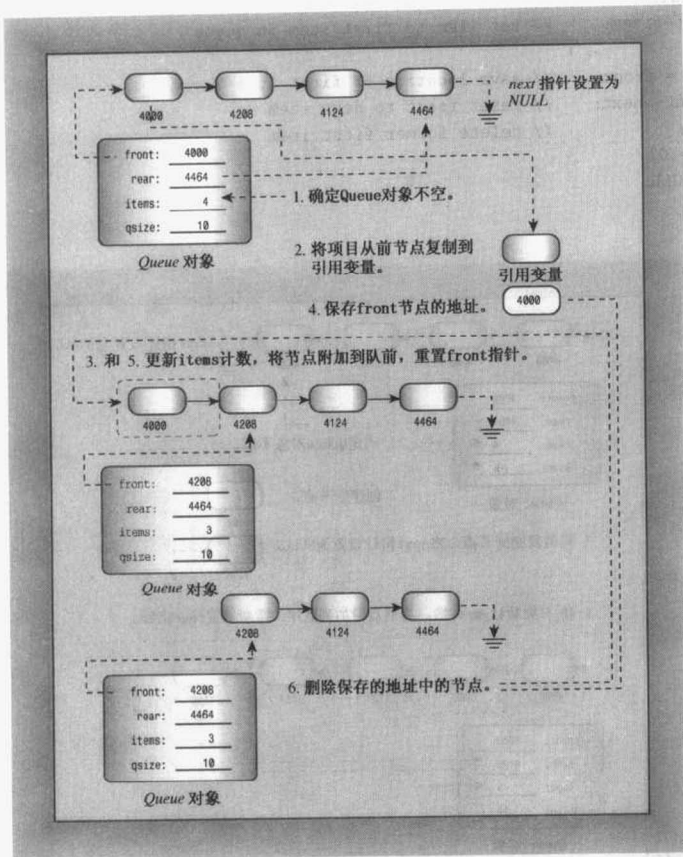 next 指针设置为
NULL
4000
4208
4124
4464
front: 4000
rear: 4464
items: 4
qsize: 10
Queue 对象
1. 确定Queue对象不空。
2. 将项目从前节点复制到
引用变量。
引用变量
4. 保存front节点的地址。
4000
3. 和 5. 更新items计数，将节点附加到队前，重置front指针。
4000
4208
4124
4464
front: 4208
rear: 4464
items: 3
qsize: 10
Queue 对象
4208
4124
4464
6. 删除保存的地址中的节点。
front: 4208
rear: 4464
items: 3
qsize: 10
Queue 对象